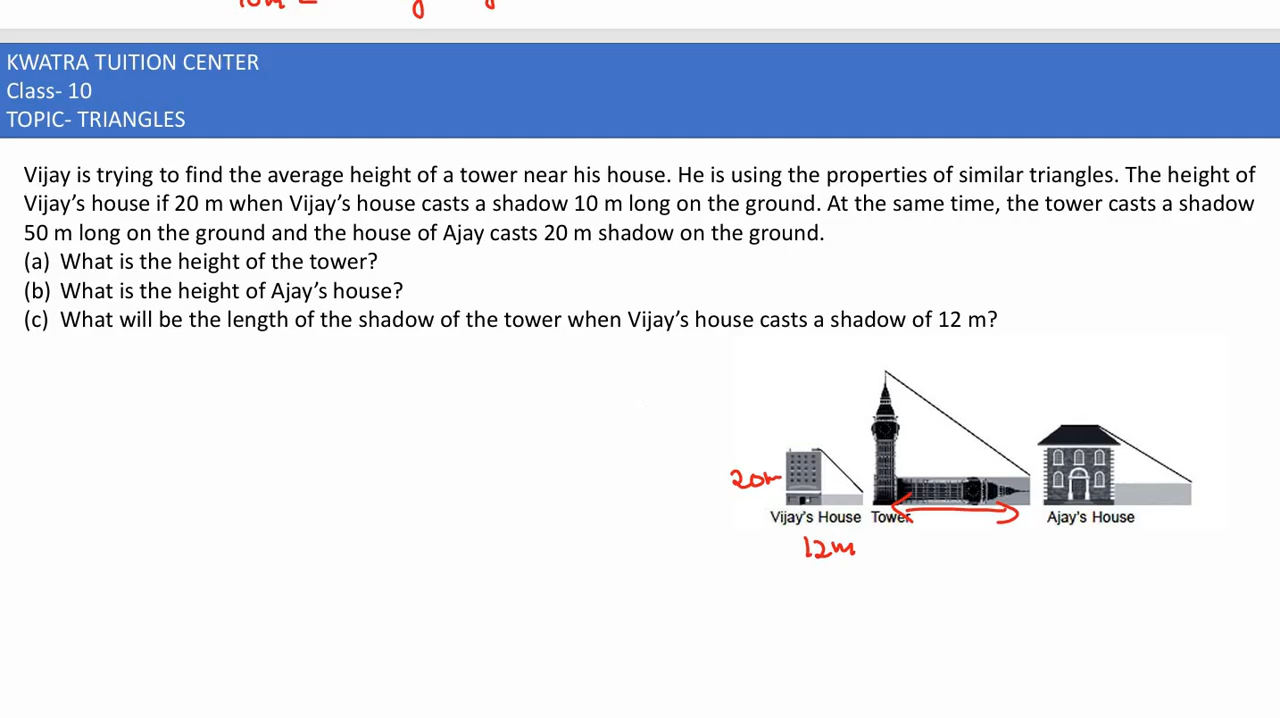 10m =
KWATRA TUITION CENTER
Class- 10
TOPIC- TRIANGLES
Vijay is trying to find the average height of a tower near his house. He is using the properties of similar triangles. The height of
Vijay’s house if 20 m when Vijay’s house casts a shadow 10 m long on the ground. At the same time, the tower casts a shadow
50 m long on the ground and the house of Ajay casts 20 m shadow on the ground.
(a) What is the height of the tower?
(b) What is the height of Ajay’s house?
(c) What will be the length of the shadow of the tower when Vijay’s house casts a shadow of 12 m?
20m
Vijay's House Tower Ajay's House
12m